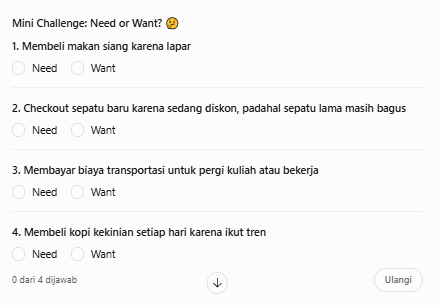 Mini Challenge: Need or Want? 🤔
1. Membeli makan siang karena lapar
Need Want
2. Checkout sepatu baru karena sedang diskon, padahal sepatu lama masih bagus
Need Want
3. Membayar biaya transportasi untuk pergi kuliah atau bekerja
Need Want
4. Membeli kopi kekinian setiap hari karena ikut tren
Need Want
0 dari 4 dijawab
Ulangi